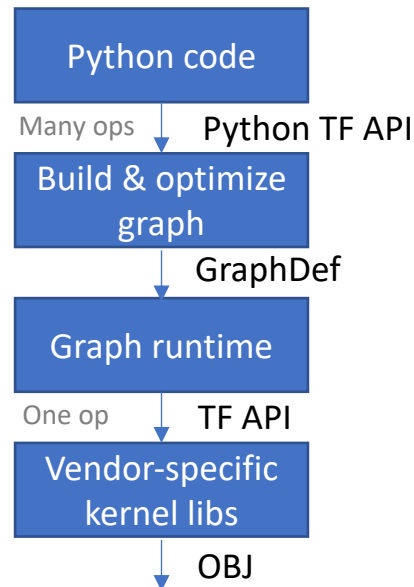 Python code
Many ops
Python TF API
Build & optimize
graph
GraphDef
Graph runtime
One op
TF API
Vendor-specific
kernel libs
OBJ